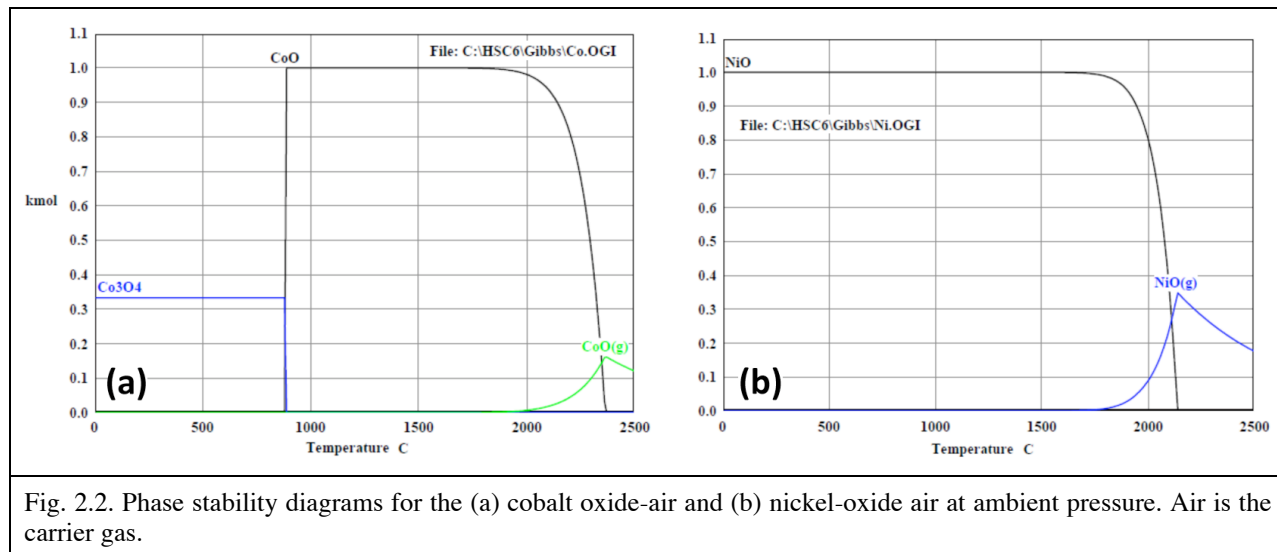 1.1
1.0
0.9
0.8
0.7
0.6
0.5
0.4
0.3
0.2
0.1
0.0
kmol
File: C:\HSC6\Gibbs\Co.OGI
CoO
Co3O4
CoO(g)
(a)
0 500 1000 1500 2000 2500
Temperature C
1.1
1.0
0.9
0.8
0.7
0.6
0.5
0.4
0.3
0.2
0.1
0.0
NiO
File: C:\HSC6\Gibbs\Ni.OGI
NiO(g)
(b)
0 500 1000 1500 2000 2500
Temperature C
Fig. 2.2. Phase stability diagrams for the (a) cobalt oxide-air and (b) nickel-oxide air at ambient pressure. Air is the
carrier gas.